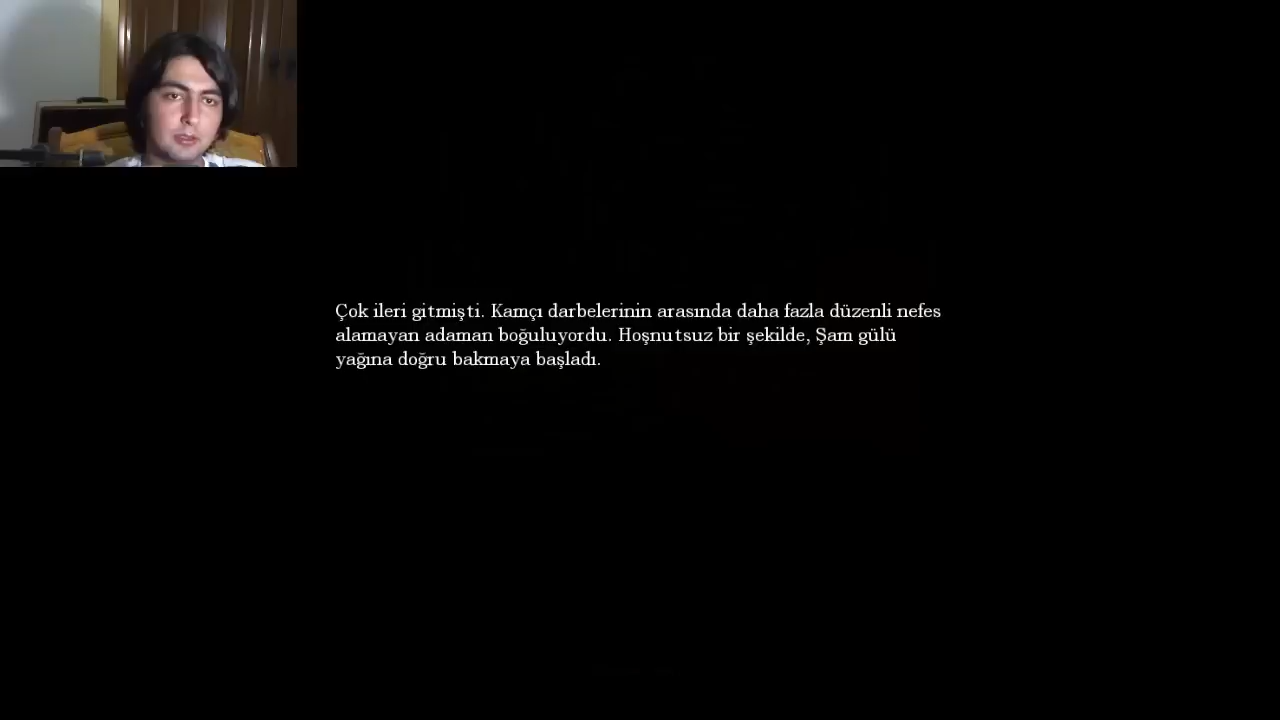 Çok ileri gitmişti. Kamçı darbelerinin arasında daha fazla düzenli nefes
alamayan adaman boğuluyordu. Hoşnutsuz bir şekilde, Şam gülü
yağına doğru bakmaya başladı.